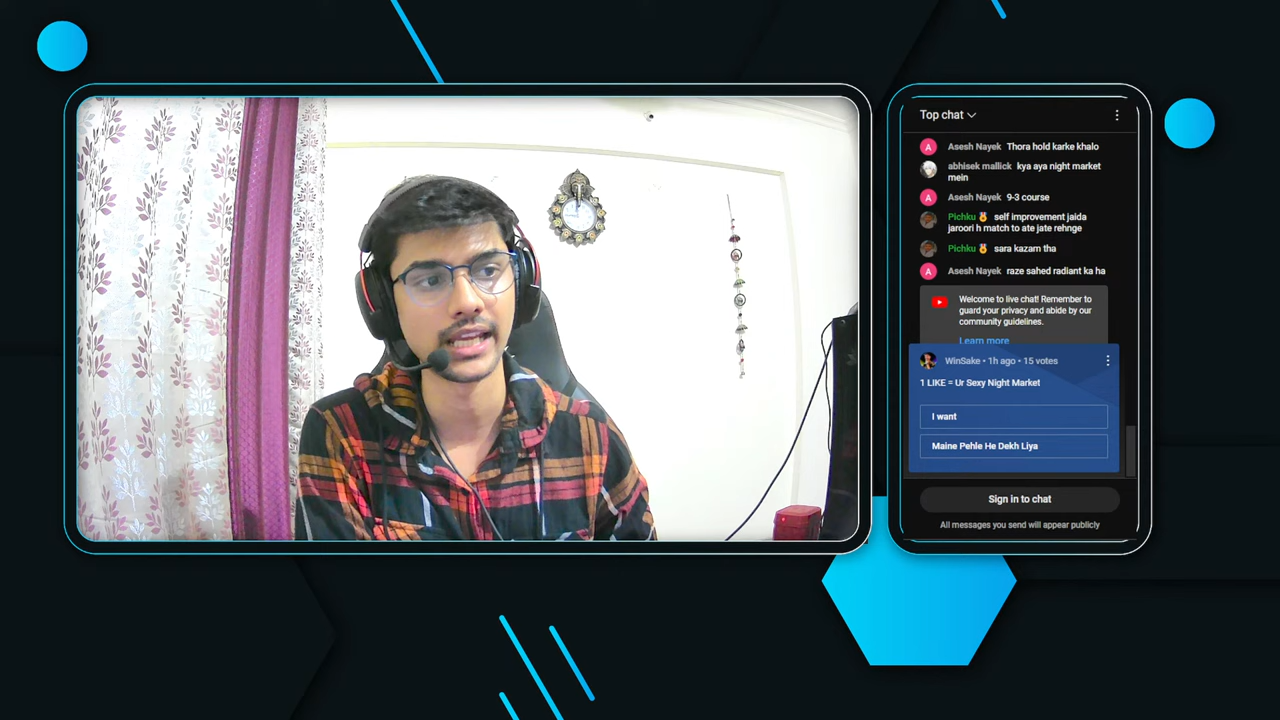 Top chat
Asesh Nayek Thora hold karke khalo
abhisek mallick kya aya night market
mein
Asesh Nayek 9-3 course
Pichku self improvement jaida
jaroori h match to ate jate rehnge
Pichku sara kazam tha
Asesh Nayek raze sahed radiant ka ha
Welcome to live chat! Remember to
guard your privacy and abide by our
community guidelines.
Learn more
WinSake • 1h ago • 15 votes
1 LIKE = Ur Sexy Night Market
I want
Maine Pehle He Dekh Liya
Sign in to chat
All messages you send will appear publicly